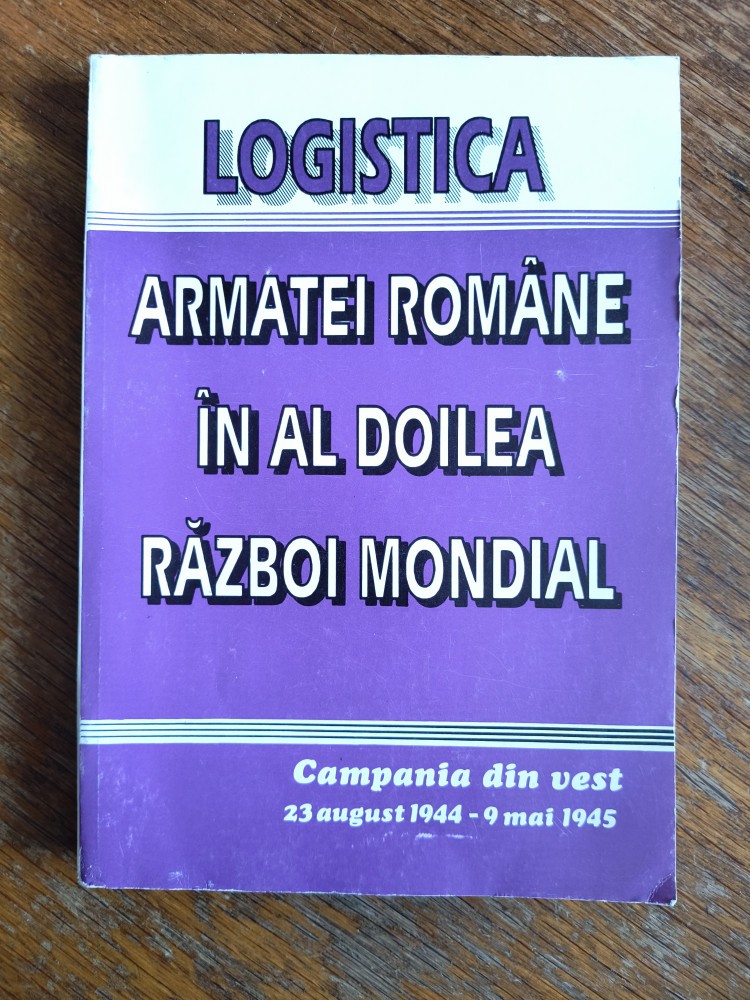 LOGISTICA
ARMATEI ROMÂNE
ÎN AL DOILEA
RĂZBOI MONDIAL
Campania din vest
23 august 1944 - 9 mai 1945